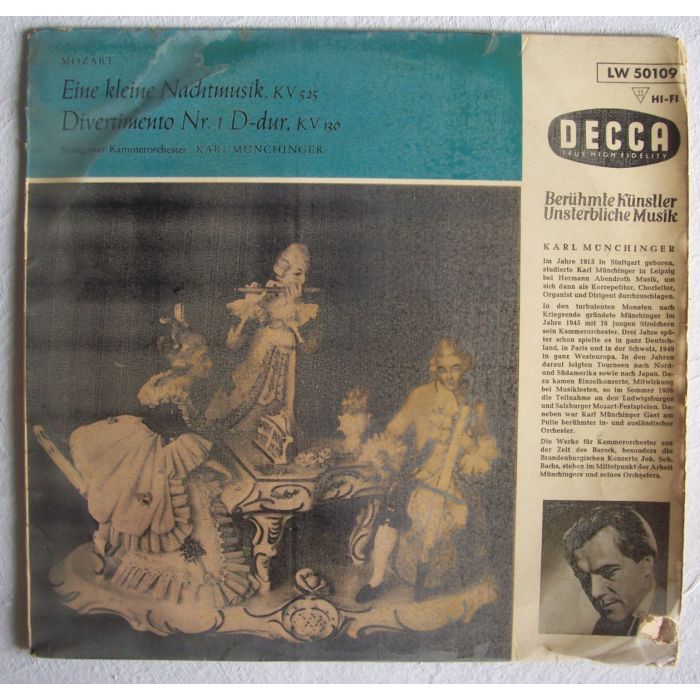 MOZART
Eine kleine Nachtmusik, KV 525
Divertimento Nr. 1 D-dur, KV 136
Stuttgarter Kammerorchester · KARL MÜNCHINGER
LW 50109
33 HI-FI
DECCA
TRUE HIGH FIDELITY
Berühmte Künstler
Unsterbliche Musik
KARL MÜNCHINGER
Im Jahre 1915 in Stuttgart geboren,
studierte Karl Münchinger in Leipzig
bei Hermann Abendroth Musik, um
sich dann als Korrepetitor, Chorleiter,
Organist und Dirigent durchzuschlagen.
In den turbulenten Monaten nach
Kriegsende gründete Münchinger im
Jahre 1945 mit 16 jungen Streichern
sein Kammerorchester. Drei Jahre spä-
ter schon spielte es in ganz Deutsch-
land, in Paris und in der Schweiz, 1949
in ganz Westeuropa. In den Jahren
darauf folgten Tourneen nach Nord-
und Südamerika sowie nach Japan. Da-
zu kamen Einzelkonzerte, Mitwirkung
bei Musikfesten, so im Sommer 1956
die Teilnahme an den Ludwigsburger
und Salzburger Mozart-Festspielen. Da-
neben war Karl Münchinger Gast am
Pulte berühmter in- und ausländischer
Orchester.
Die Werke für Kammerorchester aus
der Zeit des Barock, besonders die
Brandenburgischen Konzerte Joh. Seb.
Bachs, stehen im Mittelpunkt der Arbeit
Münchingers und seines Orchesters.